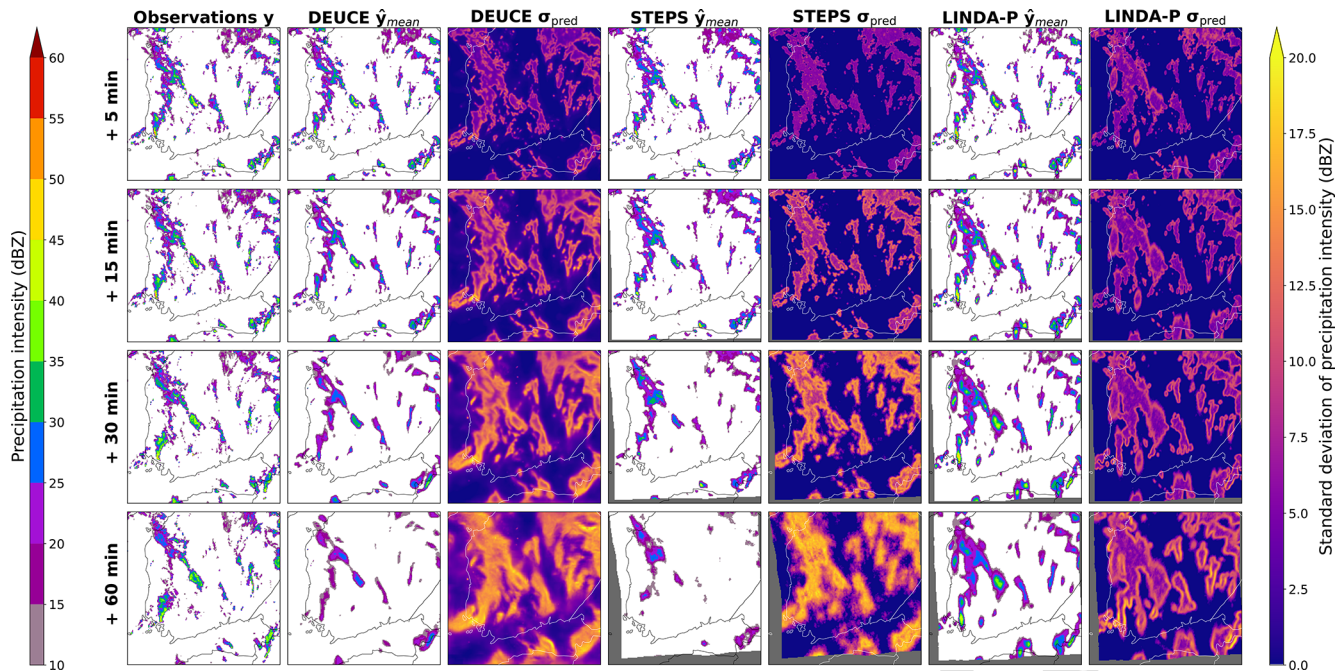 Observations y
DEUCE ŷmean
DEUCE σpred
STEPS ŷmean
STEPS σpred
LINDA-P ŷmean
LINDA-P σpred
Precipitation intensity (dBZ)
60
55
50
45
40
35
30
25
20
15
10
+ 5 min
+ 15 min
+ 30 min
+ 60 min
20.0
17.5
15.0
12.5
10.0
7.5
5.0
2.5
0.0
Standard deviation of precipitation intensity (dBZ)